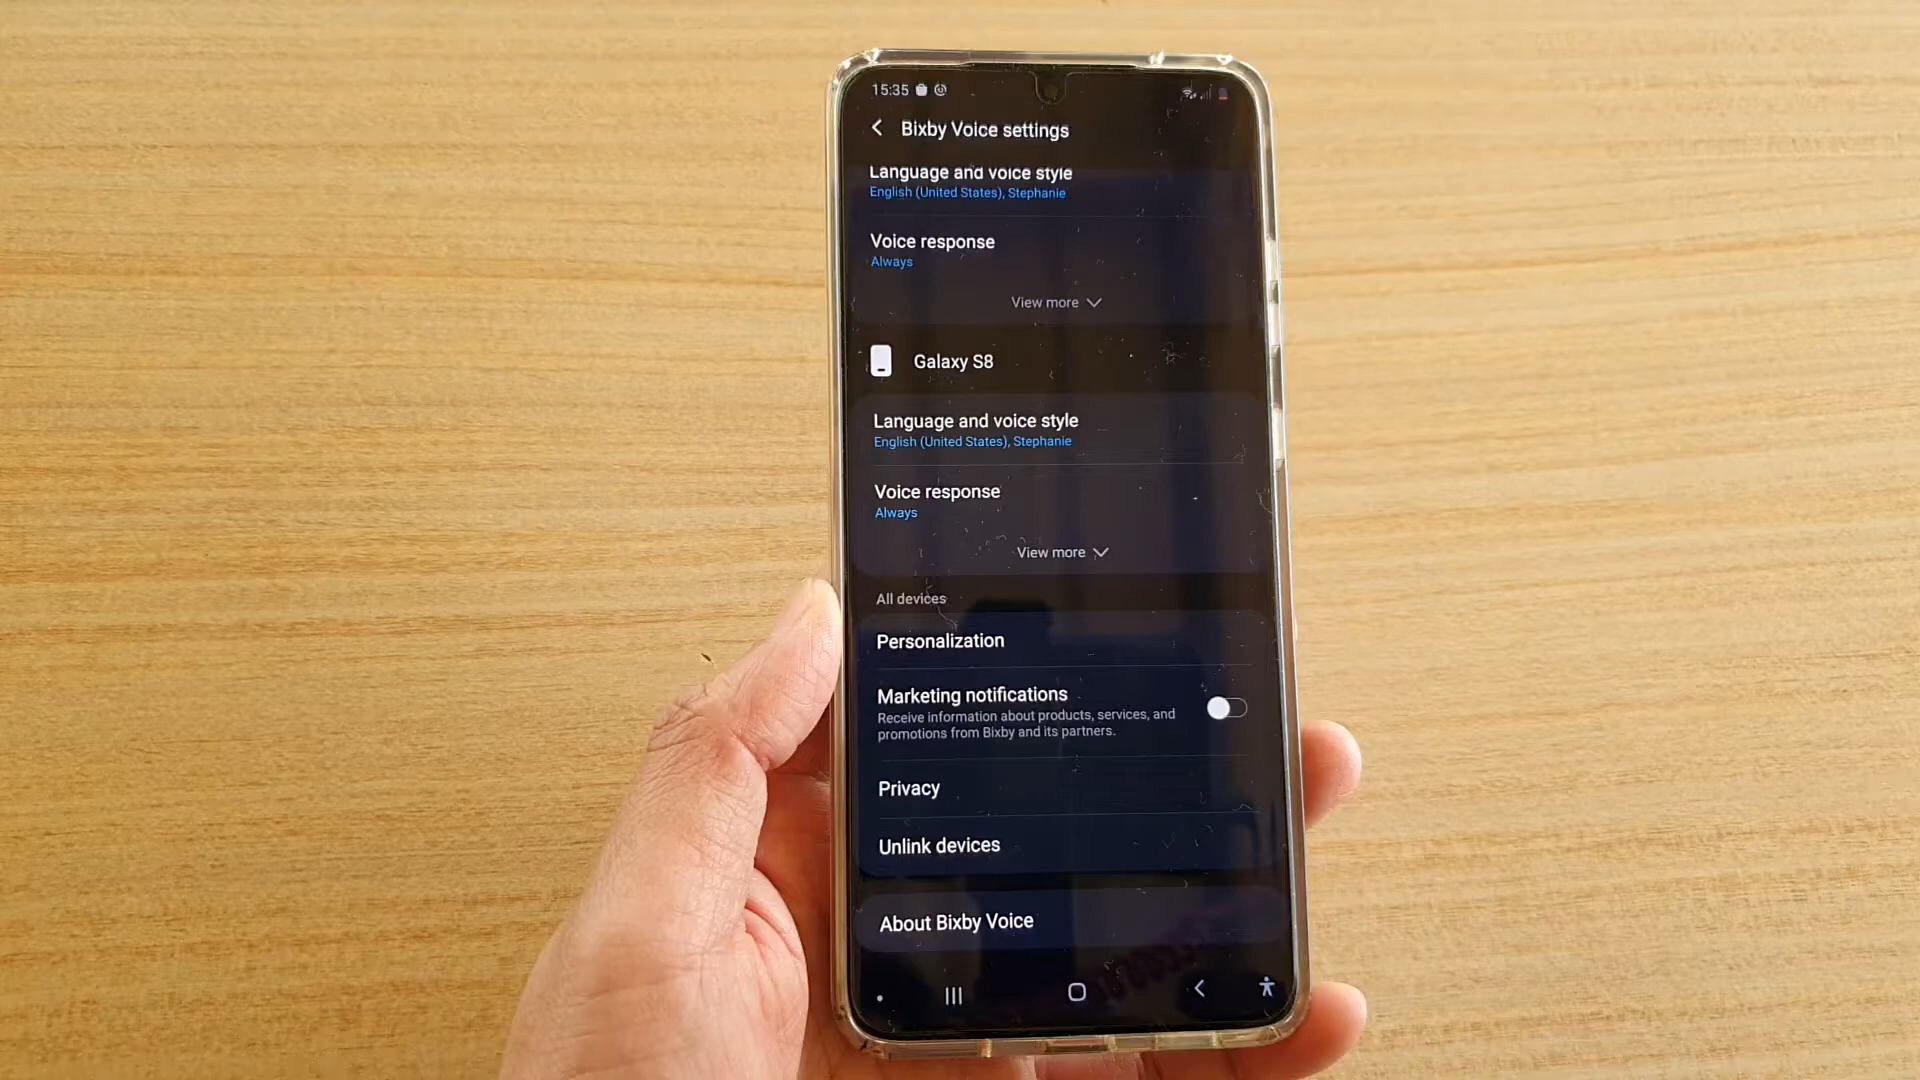 15:35
Bixby Voice settings
Language and voice style
English (United States), Stephanie
Voice response
Always
View more
Galaxy S8
Language and voice style
English (United States), Stephanie
Voice response
Always
View more
All devices
Personalization
Marketing notifications
Receive information about products, services, and
promotions from Bixby and its partners.
Privacy
Unlink devices
About Bixby Voice